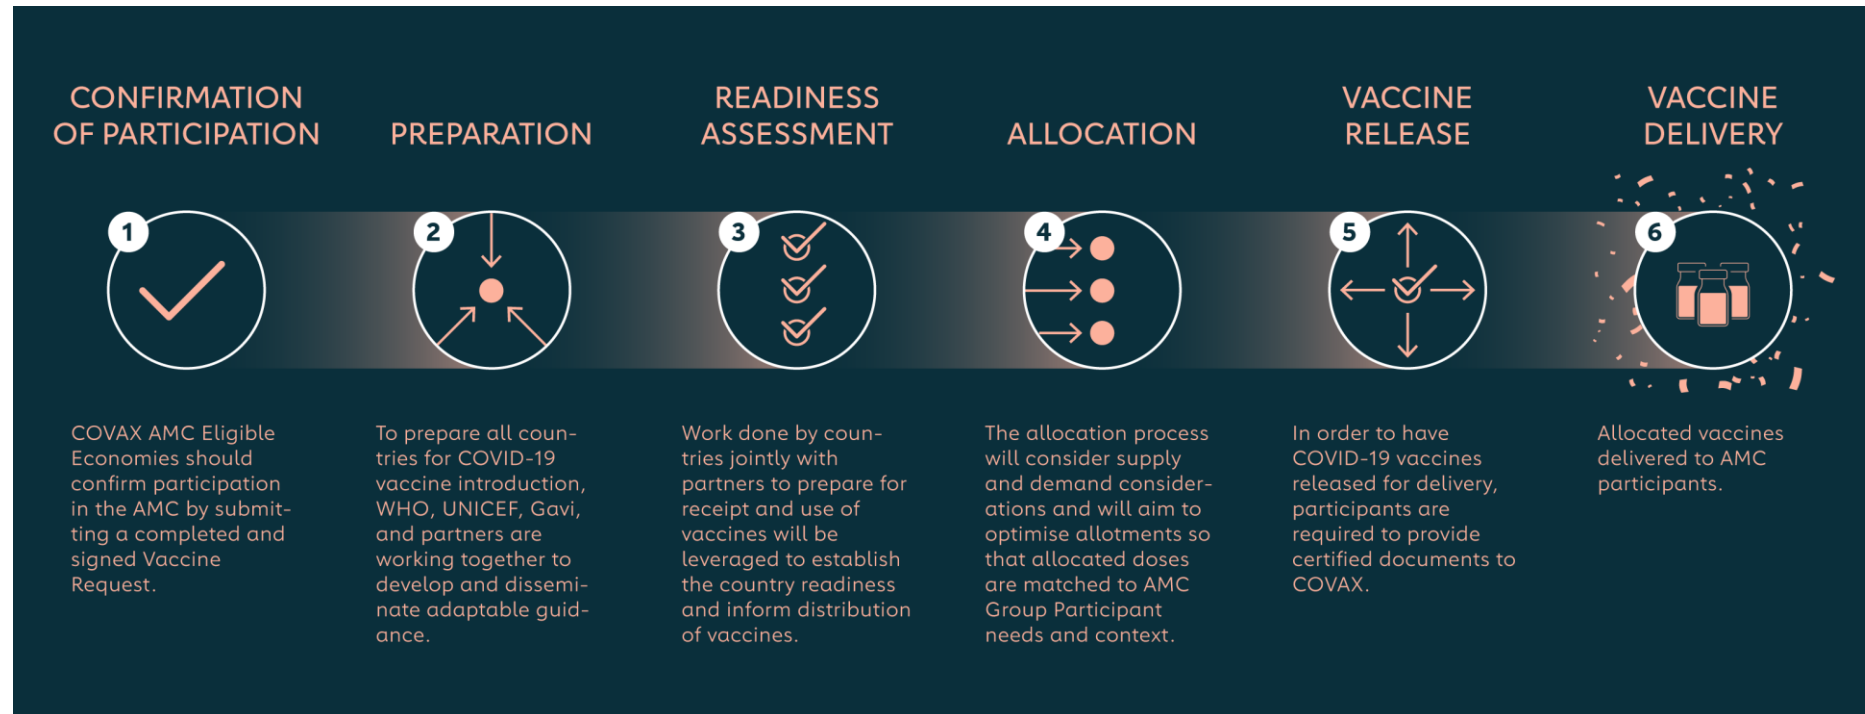 CONFIRMATION
OF PARTICIPATION
1
COVAX AMC Eligible
Economies should
confirm participation
in the AMC by submit-
ting a completed and
signed Vaccine
Request.
PREPARATION
2
To prepare all coun-
tries for COVID-19
vaccine introduction,
WHO, UNICEF, Gavi,
and partners are
working together to
develop and dissemi-
nate adaptable guid-
ance.
READINESS
ASSESSMENT
3
Work done by coun-
tries jointly with
partners to prepare for
receipt and use of
vaccines will be
leveraged to establish
the country readiness
and inform distribution
of vaccines.
ALLOCATION
4
The allocation process
will consider supply
and demand consider-
ations and will aim to
optimise allotments so
that allocated doses
are matched to AMC
Group Participant
needs and context.
VACCINE
RELEASE
5
In order to have
COVID-19 vaccines
released for delivery,
participants are
required to provide
certified documents to
COVAX.
VACCINE
DELIVERY
6
Allocated vaccines
delivered to AMC
participants.